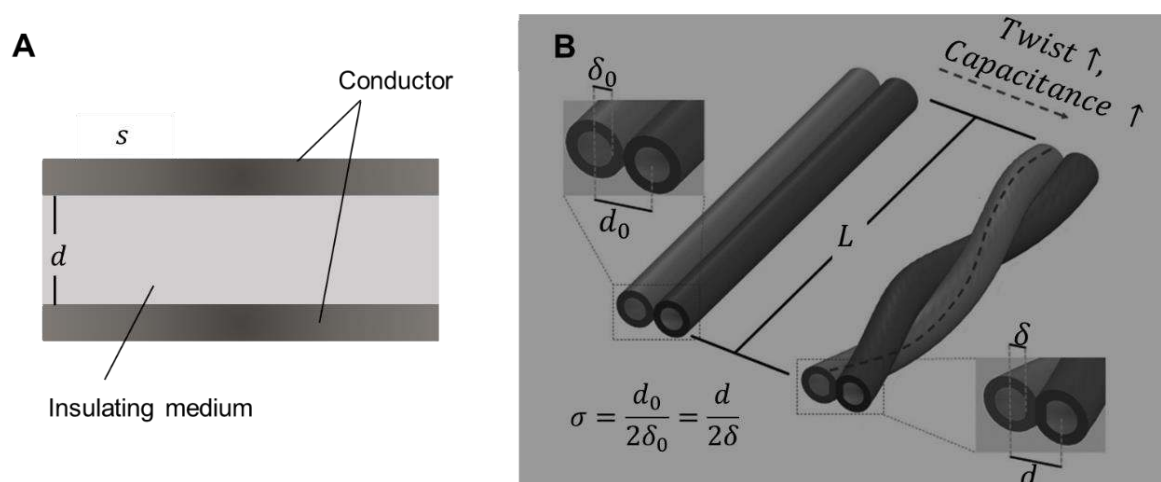 A
Conductor
s
d
Insulating medium
B
Twist ↑,
Capacitance ↑
δ₀
d₀
L
δ
d
σ = d₀/2δ₀ = d/2δ